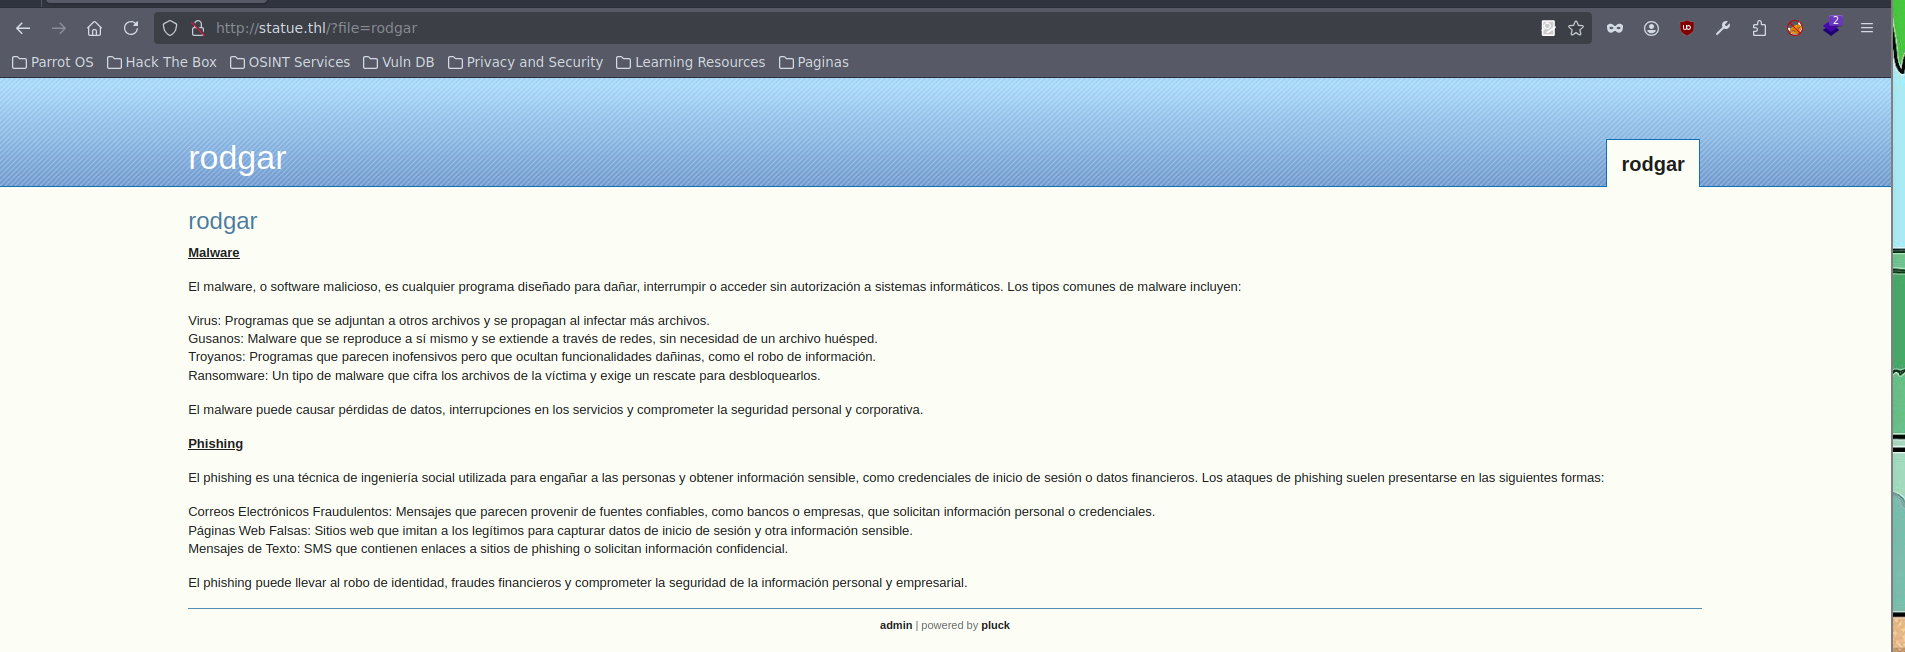 http://statue.thl/?file=rodgar
2
Parrot OS Hack The Box OSINT Services Vuln DB Privacy and Security Learning Resources Paginas
rodgar
rodgar
rodgar
Malware
El malware, o software malicioso, es cualquier programa diseñado para dañar, interrumpir o acceder sin autorización a sistemas informáticos. Los tipos comunes de malware incluyen:
Virus: Programas que se adjuntan a otros archivos y se propagan al infectar más archivos.
Gusanos: Malware que se reproduce a sí mismo y se extiende a través de redes, sin necesidad de un archivo huésped.
Troyanos: Programas que parecen inofensivos pero que ocultan funcionalidades dañinas, como el robo de información.
Ransomware: Un tipo de malware que cifra los archivos de la víctima y exige un rescate para desbloquearlos.
El malware puede causar pérdidas de datos, interrupciones en los servicios y comprometer la seguridad personal y corporativa.
Phishing
El phishing es una técnica de ingeniería social utilizada para engañar a las personas y obtener información sensible, como credenciales de inicio de sesión o datos financieros. Los ataques de phishing suelen presentarse en las siguientes formas:
Correos Electrónicos Fraudulentos: Mensajes que parecen provenir de fuentes confiables, como bancos o empresas, que solicitan información personal o credenciales.
Páginas Web Falsas: Sitios web que imitan a los legítimos para capturar datos de inicio de sesión y otra información sensible.
Mensajes de Texto: SMS que contienen enlaces a sitios de phishing o solicitan información confidencial.
El phishing puede llevar al robo de identidad, fraudes financieros y comprometer la seguridad de la información personal y empresarial.
admin | powered by pluck